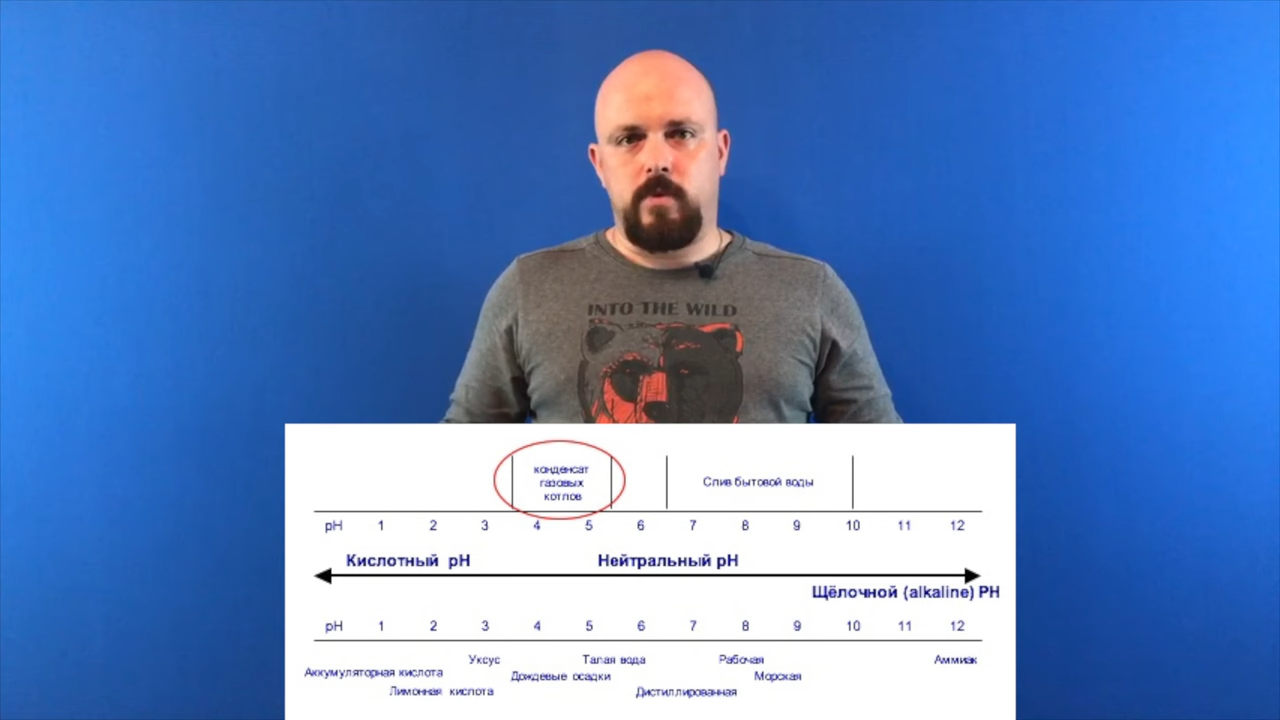 INTO THE WILD
конденсат
газовых
котлов
Слив бытовой воды
pH 1 2 3 4 5 6 7 8 9 10 11 12
Кислотный pH Нейтральный pH
Щёлочной (alkaline) PH
pH 1 2 3 4 5 6 7 8 9 10 11 12
Уксус Талая вода Рабочая Аммиак
Аккумуляторная кислота Дождевые осадки Морская
Лимонная кислота Дистиллированная